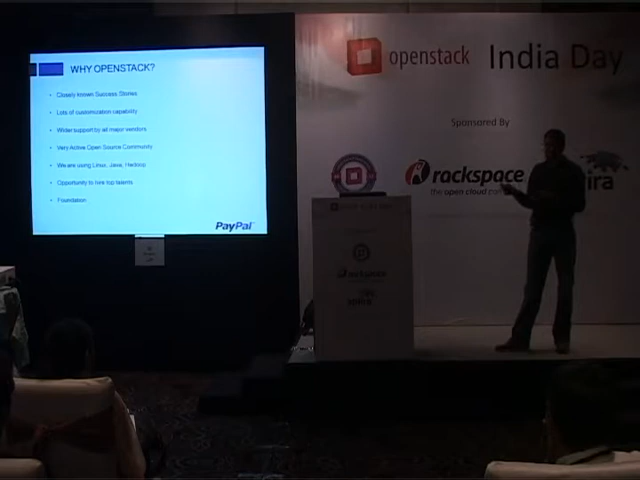 WHY OPENSTACK?
• Closely known Success Stories
• Lots of customization capability
• Wider support by all major vendors
• Very Active Open Source Community
• We are using Linux, Java, Hadoop
• Opportunity to hire top talents
• Foundation
PayPal
openstack India Day
Sponsored By
rackspace
the open cloud
rackspace